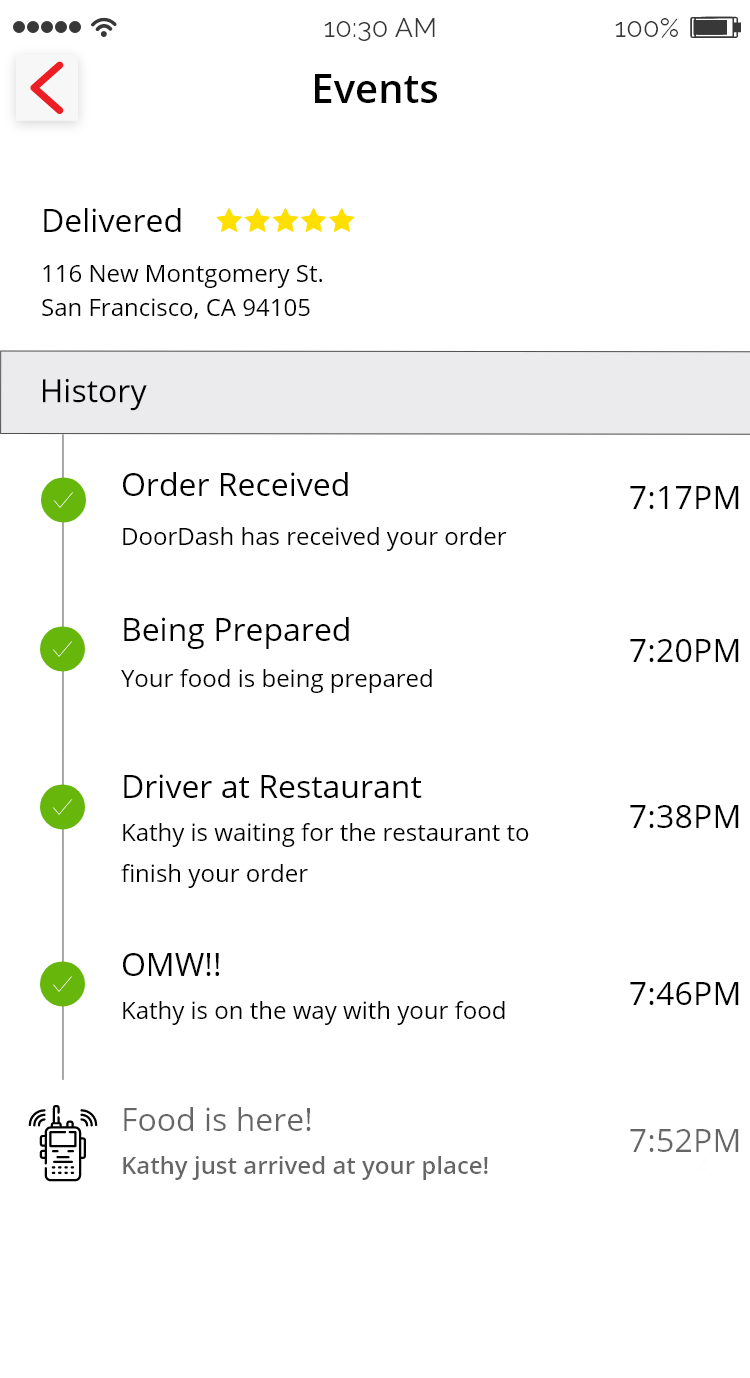 10:30 AM
100%
Events
Delivered
116 New Montgomery St.
San Francisco, CA 94105
History
Order Received
7:17PM
DoorDash has received your order
Being Prepared
7:20PM
Your food is being prepared
Driver at Restaurant
7:38PM
Kathy is waiting for the restaurant to
finish your order
OMW!!
7:46PM
Kathy is on the way with your food
Food is here!
7:52PM
Kathy just arrived at your place!